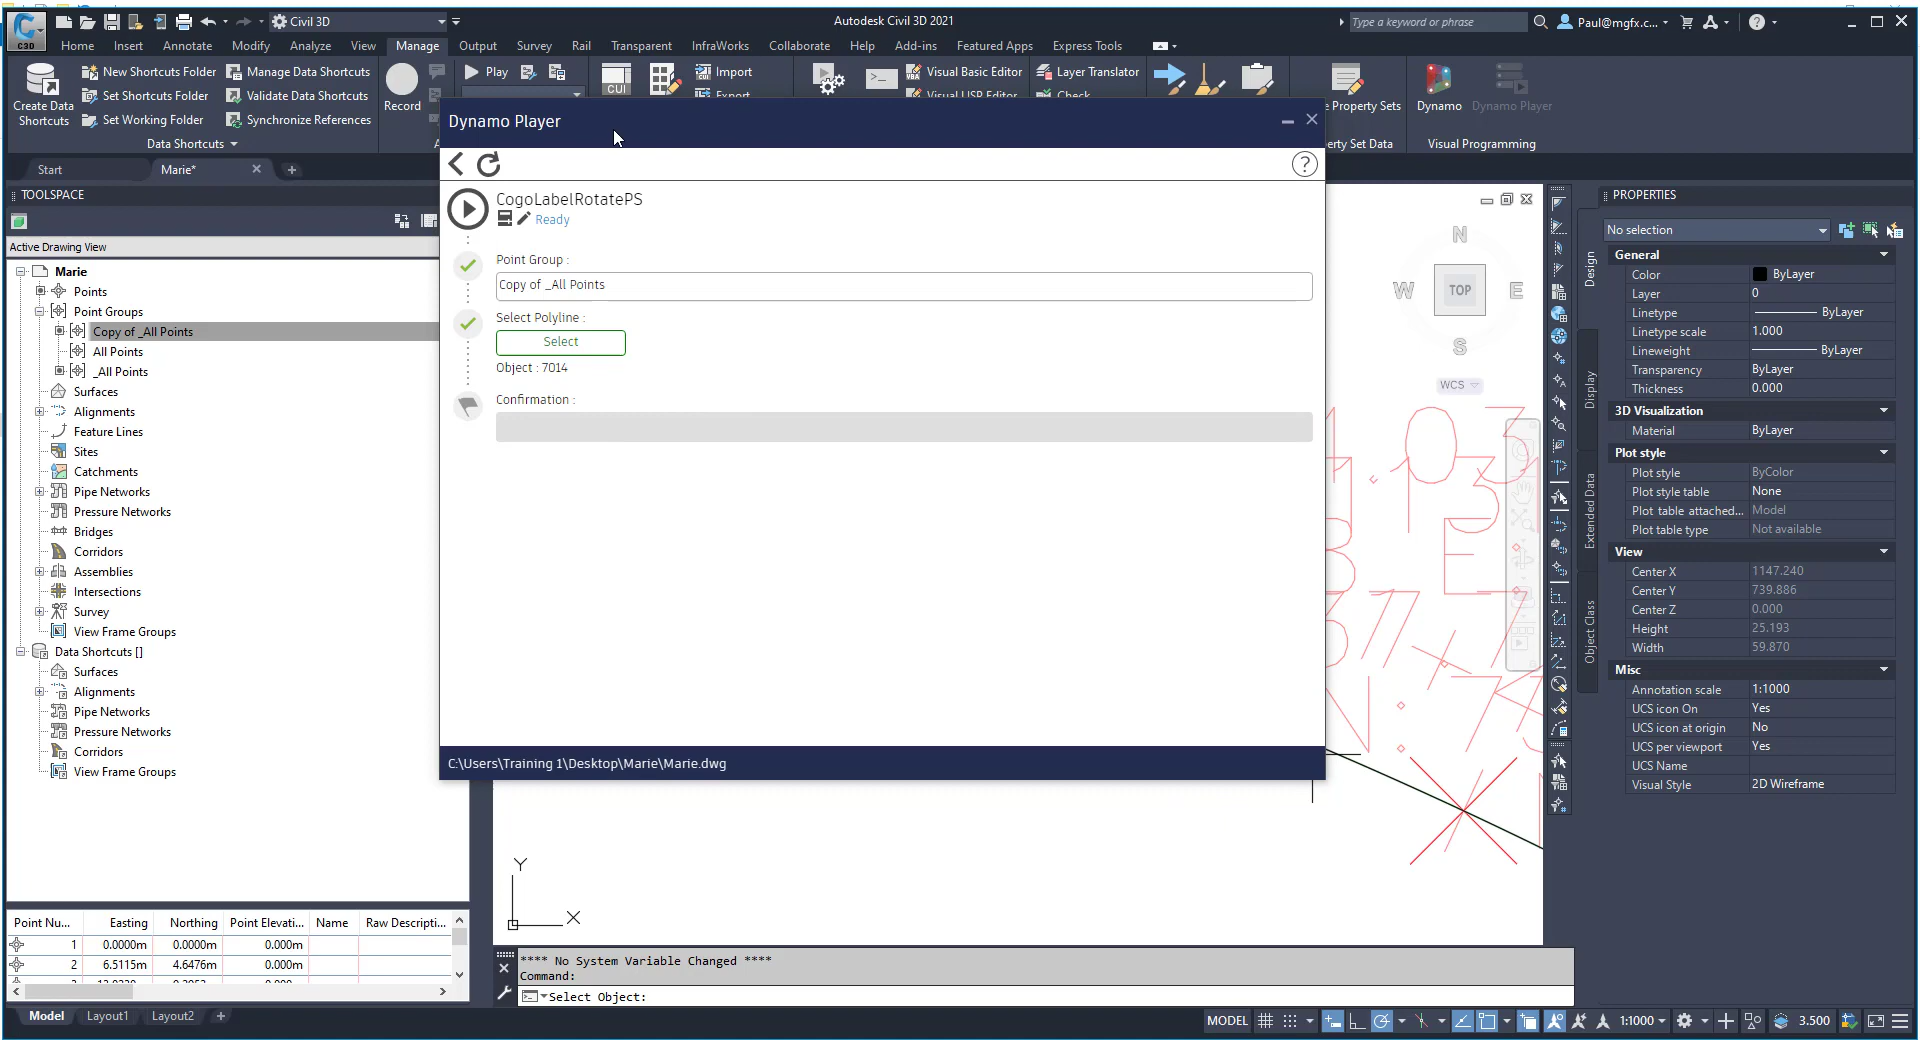 C3D
Civil 3D
Autodesk Civil 3D 2021
Type a keyword or phrase
Paul@mgfx.c...
Home
Insert
Annotate
Modify
Analyze
View
Manage
Output
Survey
Rail
Transparent
InfraWorks
Collaborate
Help
Add-ins
Featured Apps
Express Tools
Create Data
Shortcuts
New Shortcuts Folder
Set Shortcuts Folder
Set Working Folder
Manage Data Shortcuts
Validate Data Shortcuts
Synchronize References
Data Shortcuts
Record
Play
CUI
Import
Export
Visual Basic Editor
Visual LISP Editor
Layer Translator
Check
e Property Sets
erty Set Data
Dynamo
Dynamo Player
Visual Programming
Start
Marie*
TOOLSPACE
Active Drawing View
Marie
Points
Point Groups
Copy of _All Points
All Points
_All Points
Surfaces
Alignments
Feature Lines
Sites
Catchments
Pipe Networks
Pressure Networks
Bridges
Corridors
Assemblies
Intersections
Survey
View Frame Groups
Data Shortcuts []
Surfaces
Alignments
Pipe Networks
Pressure Networks
Corridors
View Frame Groups
Point Nu... Easting Northing Point Elevati... Name Raw Descripti...
1 0.0000m 0.0000m 0.000m
2 6.5115m 4.6476m 0.000m
Model
Layout1
Layout2
Dynamo Player
CogoLabelRotatePS
Ready
Point Group :
Copy of _All Points
Select Polyline :
Select
Object : 7014
Confirmation :
C:\Users\Training 1\Desktop\Marie\Marie.dwg
N
W
TOP
E
S
WCS
Y
X
**** No System Variable Changed ****
Command:
Select Object:
MODEL
1:1000
3.500
PROPERTIES
No selection
Design
Display
Extended Data
Object Class
General
Color ByLayer
Layer 0
Linetype ByLayer
Linetype scale 1.000
Lineweight ByLayer
Transparency ByLayer
Thickness 0.000
3D Visualization
Material ByLayer
Plot style
Plot style ByColor
Plot style table None
Plot table attached... Model
Plot table type Not available
View
Center X 1147.240
Center Y 739.886
Center Z 0.000
Height 25.193
Width 59.870
Misc
Annotation scale 1:1000
UCS icon On Yes
UCS icon at origin No
UCS per viewport Yes
UCS Name
Visual Style 2D Wireframe